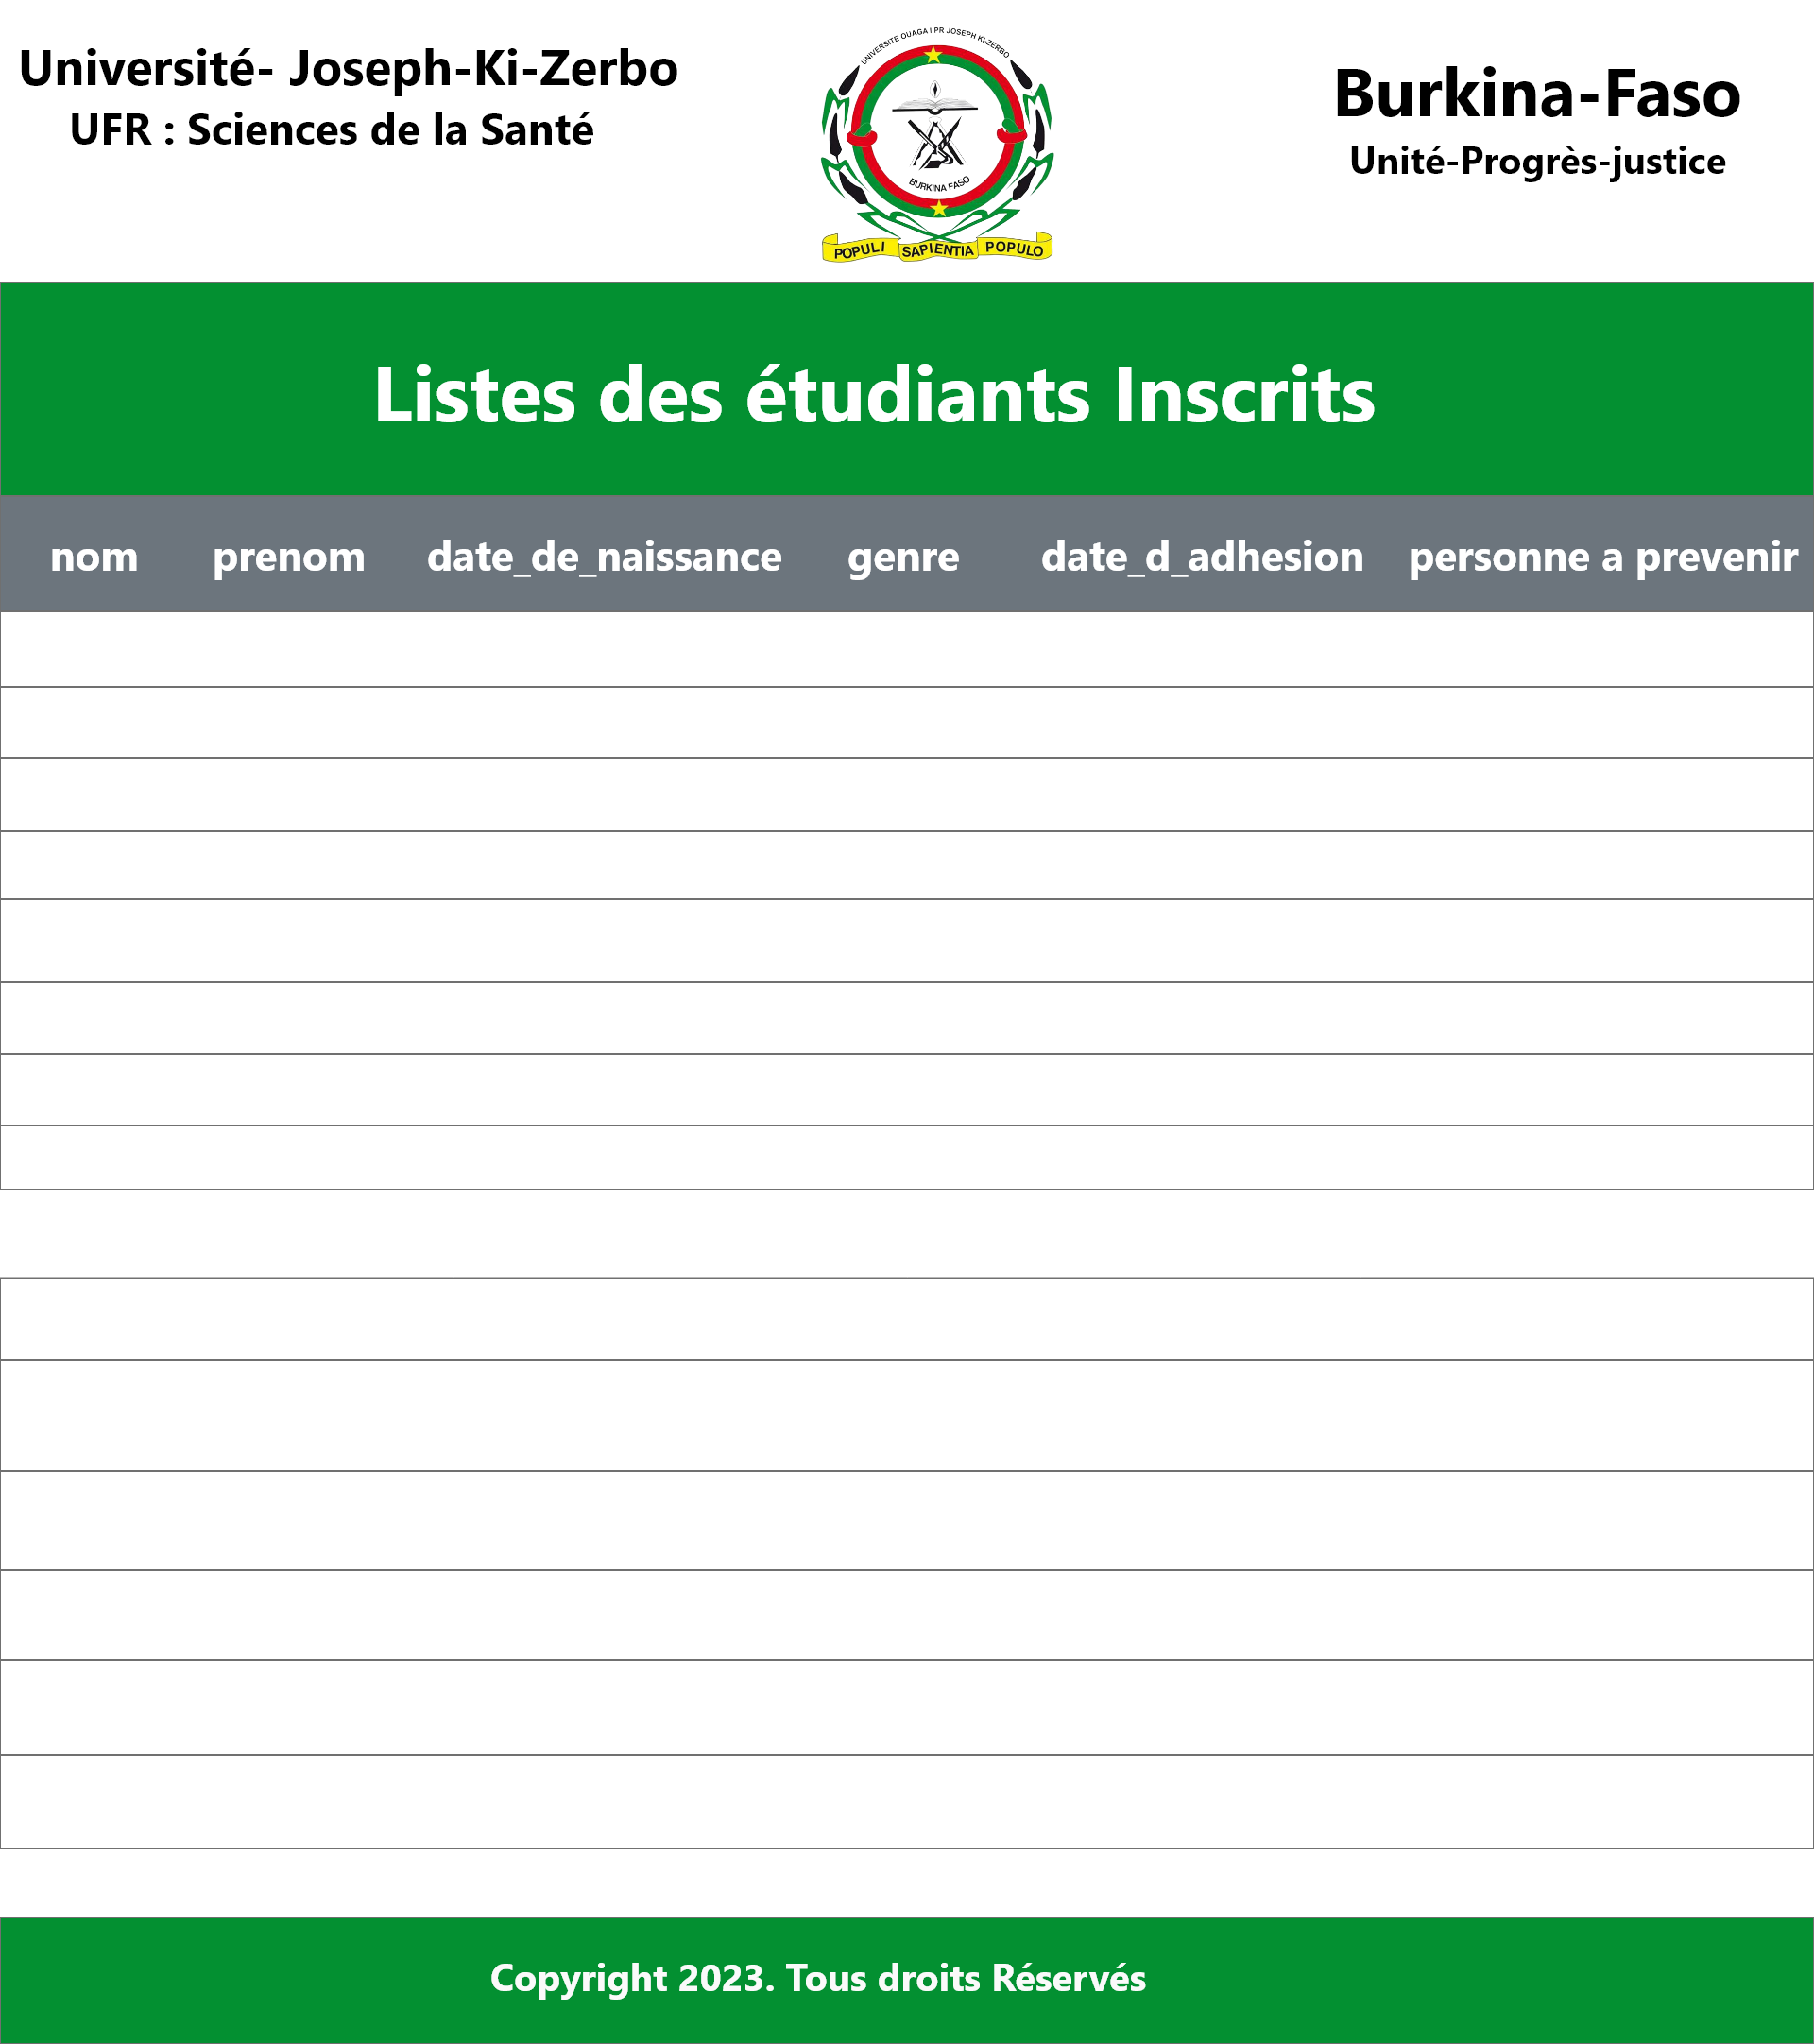 Université- Joseph-Ki-Zerbo
UFR : Sciences de la Santé
UNIVERSITE OUAGA I PR JOSEPH KI-ZERBO
BURKINA FASO
POPULI SAPIENTIA POPULO
Burkina-Faso
Unité-Progrès-justice
Listes des étudiants Inscrits
nom prenom date_de_naissance genre date_d_adhesion personne a prevenir
Copyright 2023. Tous droits Réservés